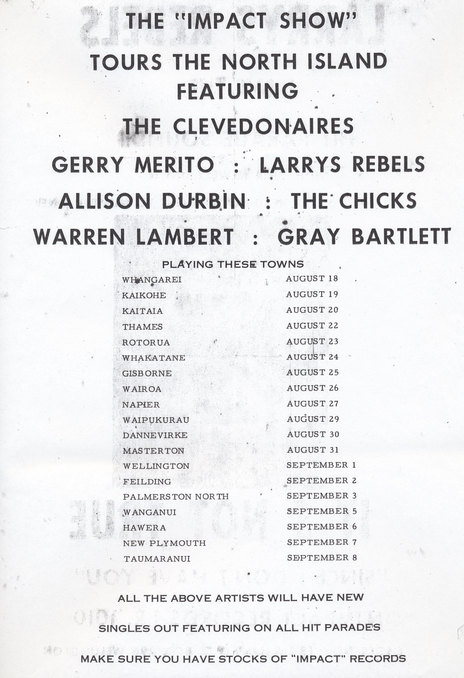 THE "IMPACT SHOW"
TOURS THE NORTH ISLAND
FEATURING
THE CLEVEDONAIRES
GERRY MERITO : LARRYS REBELS
ALLISON DURBIN : THE CHICKS
WARREN LAMBERT : GRAY BARTLETT
PLAYING THESE TOWNS
WHANGAREI AUGUST 18
KAIKOHE AUGUST 19
KAITAIA AUGUST 20
THAMES AUGUST 22
ROTORUA AUGUST 23
WHAKATANE AUGUST 24
GISBORNE AUGUST 25
WAIROA AUGUST 26
NAPIER AUGUST 27
WAIPUKURAU AUGUST 29
DANNEVIRKE AUGUST 30
MASTERTON AUGUST 31
WELLINGTON SEPTEMBER 1
FEILDING SEPTEMBER 2
PALMERSTON NORTH SEPTEMBER 3
WANGANUI SEPTEMBER 5
HAWERA SEPTEMBER 6
NEW PLYMOUTH SEPTEMBER 7
TAUMARANUI SEPTEMBER 8
ALL THE ABOVE ARTISTS WILL HAVE NEW
SINGLES OUT FEATURING ON ALL HIT PARADES
MAKE SURE YOU HAVE STOCKS OF "IMPACT" RECORDS